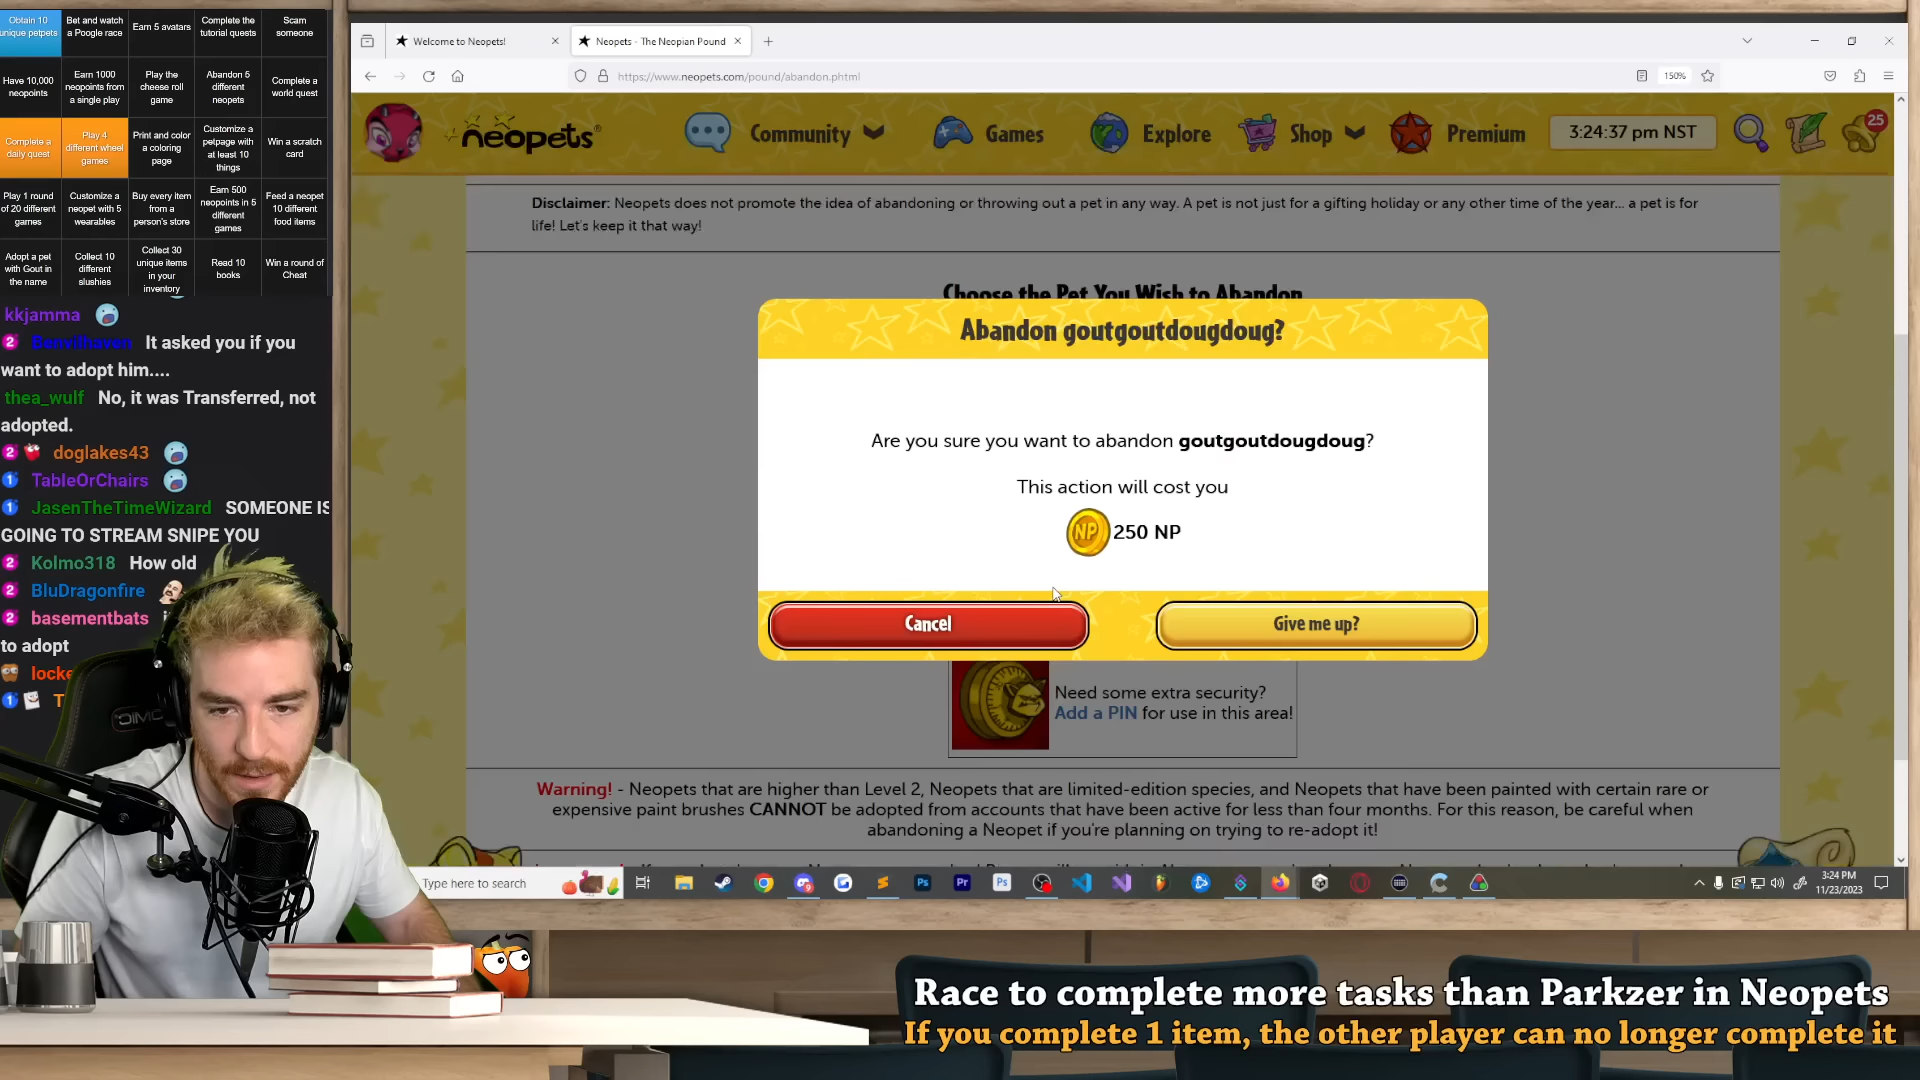 Obtain 10
unique petpets
Bet and watch
a Poogle race
Earn 5 avatars
Complete the
tutorial quests
Scam
someone
Have 10,000
neopoints
Earn 1000
neopoints from
a single play
Play the
cheese roll
game
Abandon 6
different
neopets
Complete a
world quest
Complete a
daily quest
Play 4
different wheel
games
Print and color
a coloring
page
Customize a
petpage with
at least 10
things
Win a scratch
card
Play 1 round
of 20 different
games
Customize a
neopet with 5
wearables
Buy every item
from a
person's store
Earn 500
neopoints in 5
different
games
Feed a neopet
10 different
food items
Adopt a pet
with Gout in
the name
Collect 10
different
slushies
Collect 30
unique items
in your
inventory
Read 10
books
Win a round of
Cheat
kkjamma
Benvilhaven It asked you if you
want to adopt him....
thea_wulf No, it was Transferred, not
adopted.
doglakes43
TableOrChairs
JasenTheTimeWizard SOMEONE IS
GOING TO STREAM SNIPE YOU
Kolmo318 How old
BluDragonfire
basementbats
to adopt
locke
T
Welcome to Neopets!
Neopets - The Neopian Pound
https://www.neopets.com/pound/abandon.phtml
150%
neopets
Community
Games
Explore
Shop
Premium
3:24:37 pm NST
25
Disclaimer: Neopets does not promote the idea of abandoning or throwing out a pet in any way. A pet is not just for a gifting holiday or any other time of the year... a pet is for
life! Let's keep it that way!
Choose the Pet You Wish to Abandon
Abandon goutgoutdougdoug?
Are you sure you want to abandon goutgoutdougdoug?
This action will cost you
NP 250 NP
Cancel
Give me up?
Need some extra security?
Add a PIN for use in this area!
Warning! - Neopets that are higher than Level 2, Neopets that are limited-edition species, and Neopets that have been painted with certain rare or
expensive paint brushes CANNOT be adopted from accounts that have been active for less than four months. For this reason, be careful when
abandoning a Neopet if you're planning on trying to re-adopt it!
Type here to search
3:24 PM
11/23/2023
Race to complete more tasks than Parkzer in Neopets
If you complete 1 item, the other player can no longer complete it